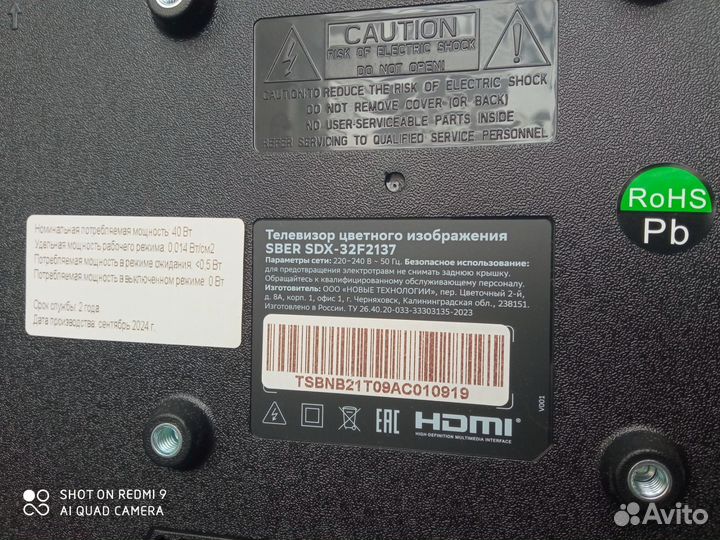 CAUTION
RISK OF ELECTRIC SHOCK
DO NOT OPEN!
CAUTION:TO REDUCE THE RISK OF ELECTRIC SHOCK
DO NOT REMOVE COVER (OR BACK)
NO USER-SERVICEABLE PARTS INSIDE
REFER SERVICING TO QUALIFIED SERVICE PERSONNEL
RoHS
Pb
Номинальная потребляемая мощность: 40 Вт
Удельная мощность рабочего режима: 0,014 Вт/см2
Потребляемая мощность в режиме ожидания: <0,5 Вт
Потребляемая мощность в выключенном режиме: 0 Вт
Срок службы: 2 года
Дата производства: сентябрь 2024 г.
Телевизор цветного изображения
SBER SDX-32F2137
Параметры сети: 220-240 В ~ 50 Гц. Безопасное использование:
для предотвращения электротравм не снимать заднюю крышку.
Обращайтесь к квалифицированному обслуживающему персоналу.
Изготовитель: ООО «НОВЫЕ ТЕХНОЛОГИИ», пер. Цветочный 2-й,
д. 8А, корп. 1, офис 1, г. Черняховск, Калининградская обл., 238151.
Изготовлено в России. ТУ 26.40.20-033-33303135-2023
TSBNB21T09AC010919
EAC
HDMI
HIGH-DEFINITION MULTIMEDIA INTERFACE
V001
SHOT ON REDMI 9
AI QUAD CAMERA
Avito